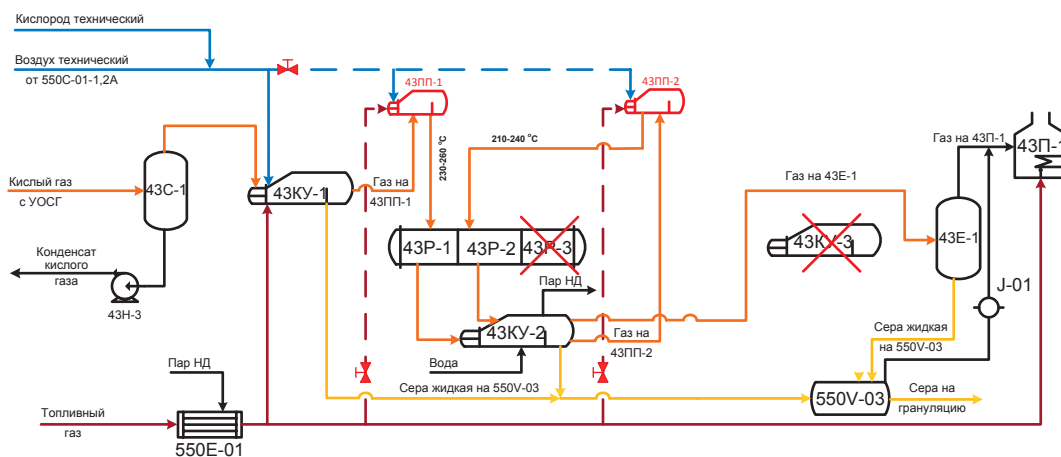 Кислород технический
Воздух технический
от 550С-01-1,2А
43ПП-1
43ПП-2
230-260 °С
210-240 °С
Газ на 43П-1
43П-1
43С-1
Кислый газ
с УОСГ
43КУ-1
Газ на
43ПП-1
Газ на 43Е-1
43Р-1
43Р-2
43Р-3
43КУ-3
43Е-1
Конденсат
кислого
газа
43Н-3
Пар НД
43КУ-2
J-01
Газ на
43ПП-2
Вода
Сера жидкая
на 550V-03
Пар НД
Сера жидкая на 550V-03
550V-03
Сера на
грануляцию
Топливный
газ
550Е-01